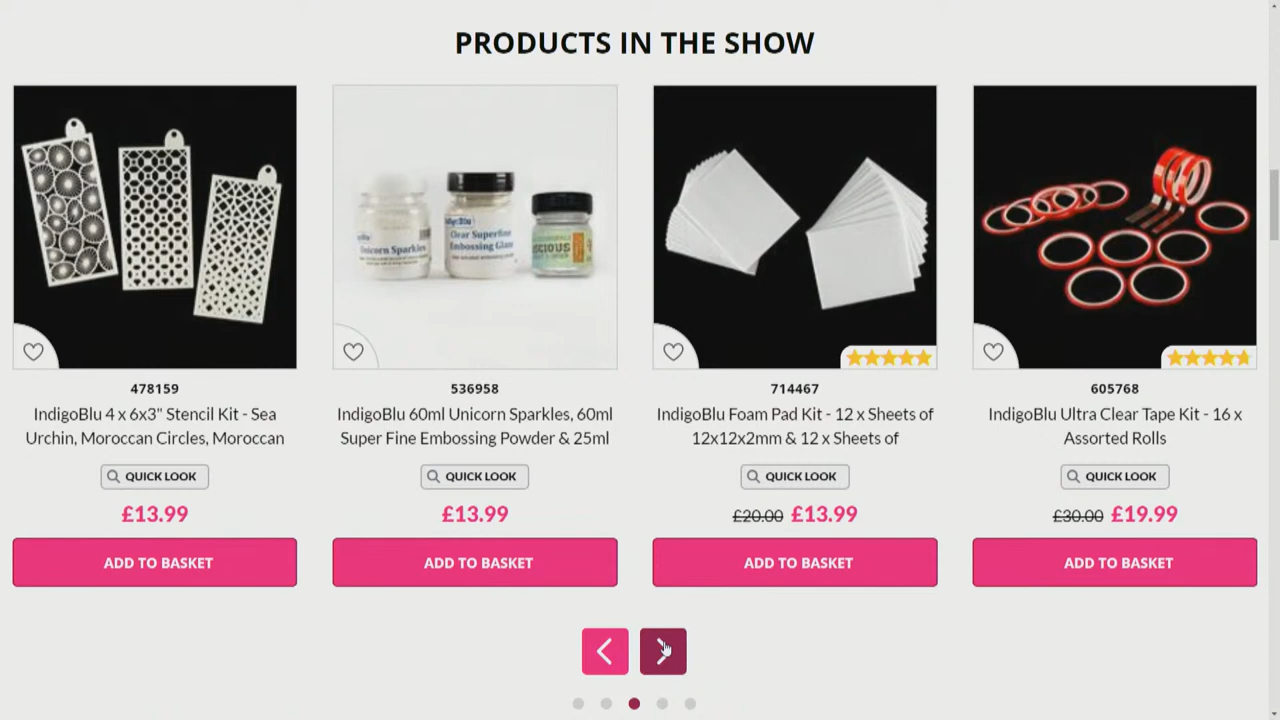 PRODUCTS IN THE SHOW
Unicorn Sparkles
IndigoBlu
Clear Superfine
Embossing Glaze
478159
IndigoBlu 4 x 6x3" Stencil Kit - Sea
Urchin, Moroccan Circles, Moroccan
QUICK LOOK
£13.99
ADD TO BASKET
536958
IndigoBlu 60ml Unicorn Sparkles, 60ml
Super Fine Embossing Powder & 25ml
QUICK LOOK
£13.99
ADD TO BASKET
714467
IndigoBlu Foam Pad Kit - 12 x Sheets of
12x12x2mm & 12 x Sheets of
QUICK LOOK
£20.00 £13.99
ADD TO BASKET
605768
IndigoBlu Ultra Clear Tape Kit - 16 x
Assorted Rolls
QUICK LOOK
£30.00 £19.99
ADD TO BASKET